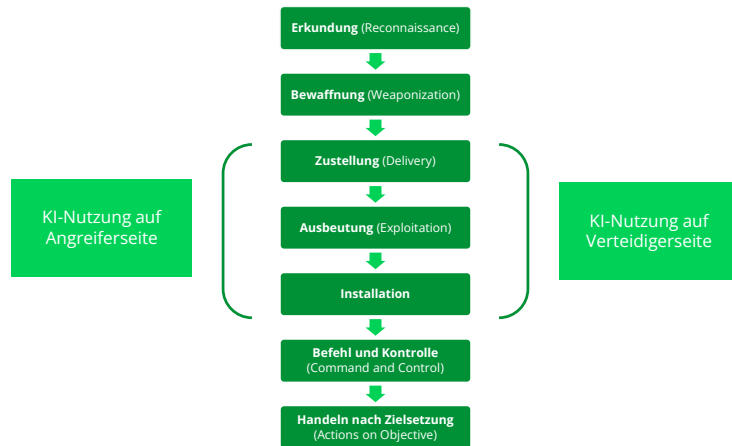 Erkundung (Reconnaissance)
Bewaffnung (Weaponization)
Zustellung (Delivery)
KI-Nutzung auf
Angreiferseite
KI-Nutzung auf
Verteidigerseite
Ausbeutung (Exploitation)
Installation
Befehl und Kontrolle
(Command and Control)
Handeln nach Zielsetzung
(Actions on Objective)